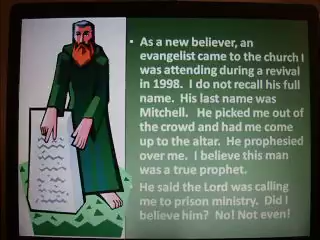 • As a new believer, an
evangelist came to the church I
was attending during a revival
in 1998. I do not recall his full
name. His last name was
Mitchell. He picked me out of
the crowd and had me come
up to the altar. He prophesied
over me. I believe this man
was a true prophet.
He said the Lord was calling
me to prison ministry. Did I
believe him? No! Not even!